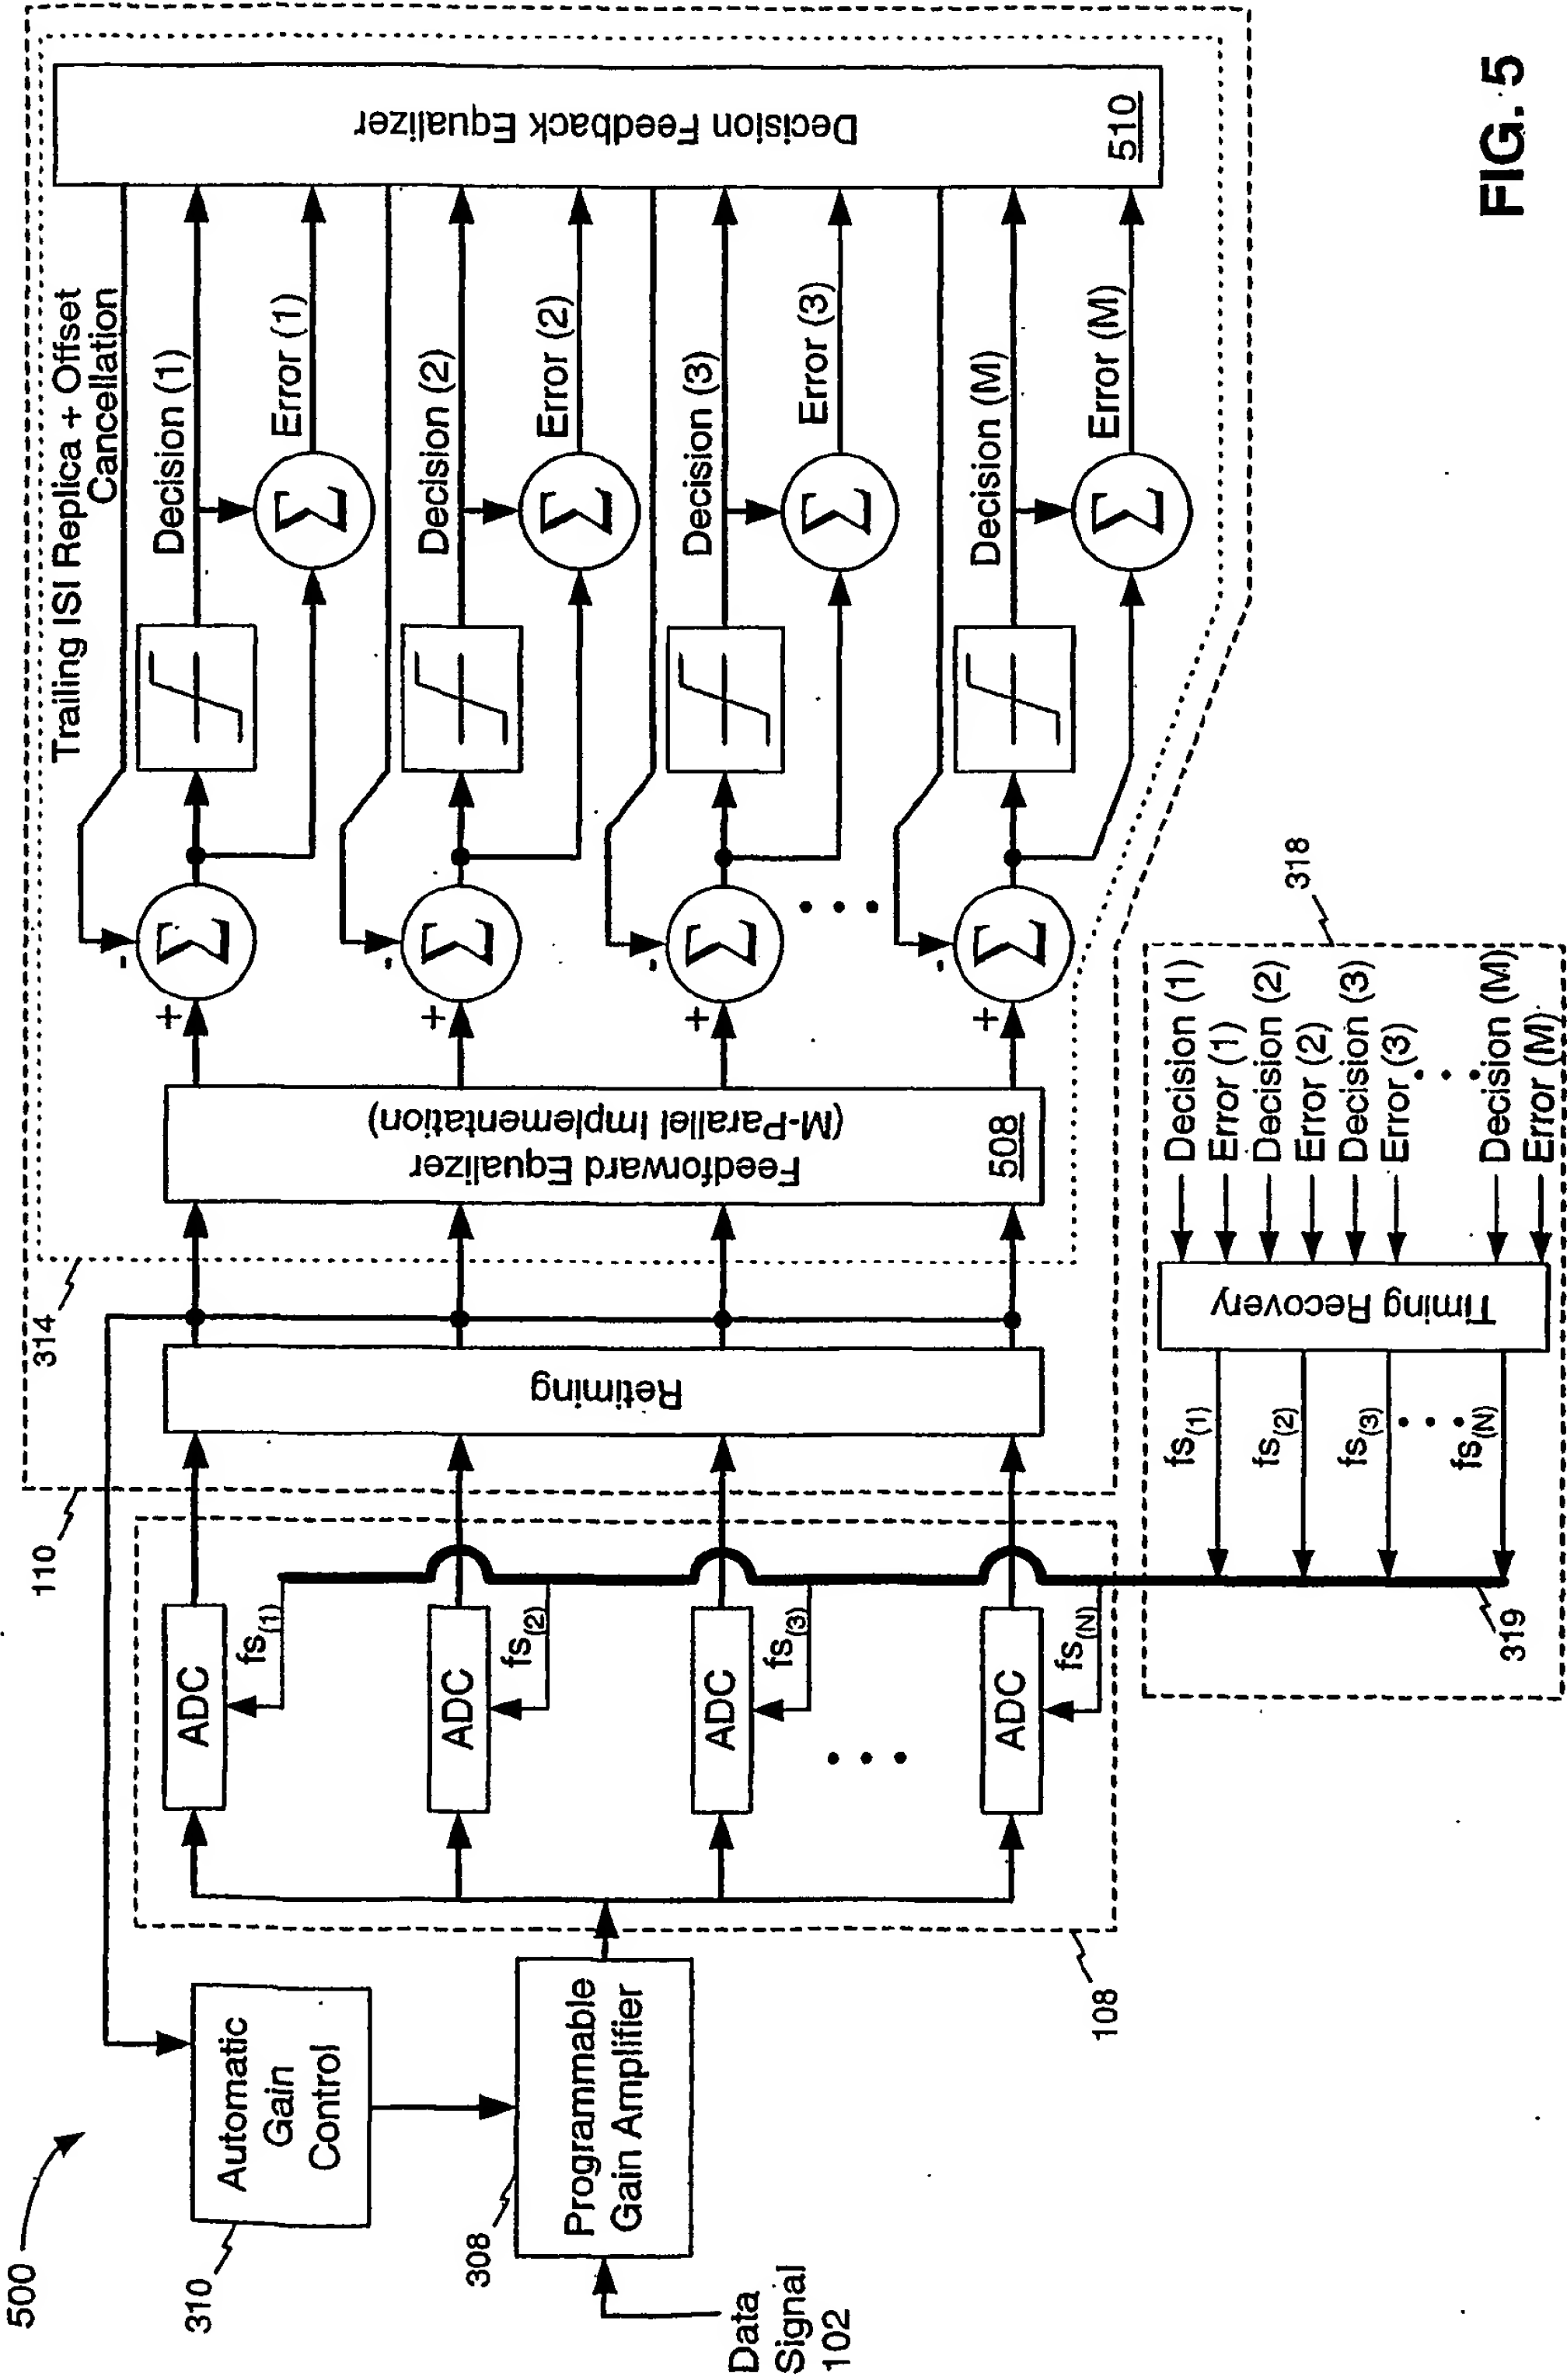 500
310
Automatic
Gain
Control
308
Programmable
Gain Amplifier
Data
Signal
102
108
ADC
fs(1)
ADC
fs(2)
ADC
fs(3)
• • •
ADC
fs(N)
110
Retiming
314
Feedforward Equalizer
(M-Parallel Implementation)
508
+
-
Σ
+
-
Σ
+
-
Σ
• • •
+
-
Σ
Trailing ISI Replica + Offset
Cancellation
Decision (1)
Σ
Error (1)
Decision (2)
Σ
Error (2)
Decision (3)
Σ
Error (3)
Decision (M)
Σ
Error (M)
Decision Feedback Equalizer
510
318
Decision (1)
Error (1)
Decision (2)
Error (2)
Decision (3)
Error (3)
• • •
Decision (M)
Error (M)
Timing Recovery
fs(1)
fs(2)
fs(3)
• • •
fs(N)
319
FIG. 5